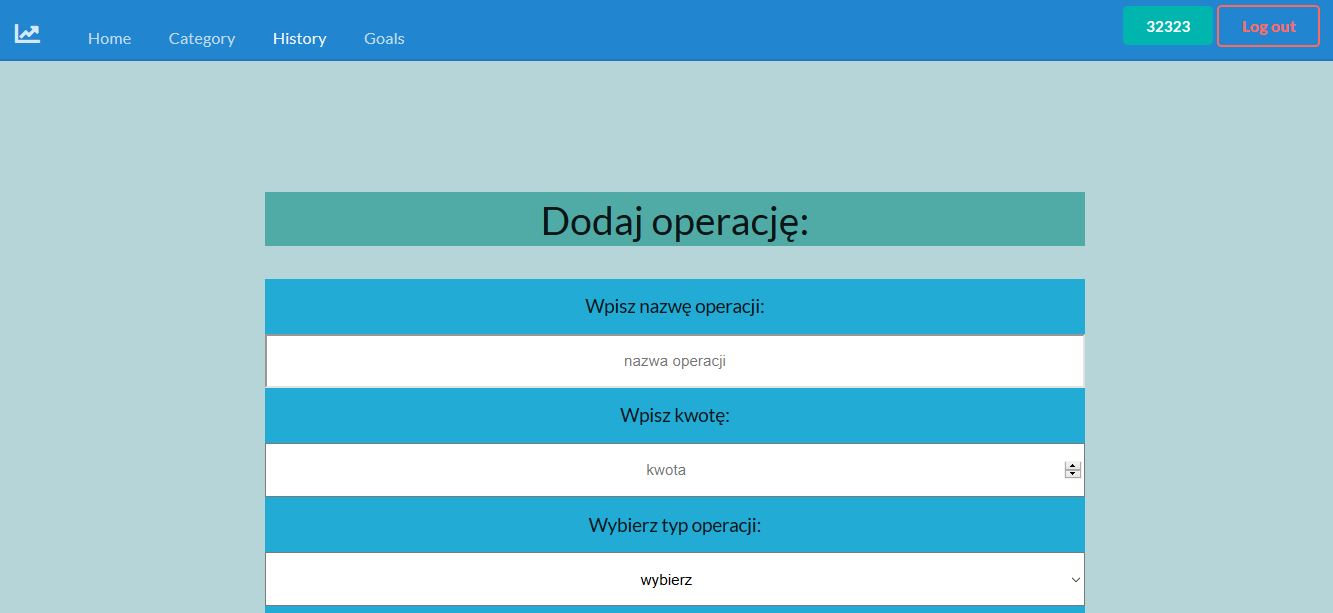 Home Category History Goals 32323 Log out
Dodaj operację:
Wpisz nazwę operacji:
nazwa operacji
Wpisz kwotę:
kwota
Wybierz typ operacji:
wybierz